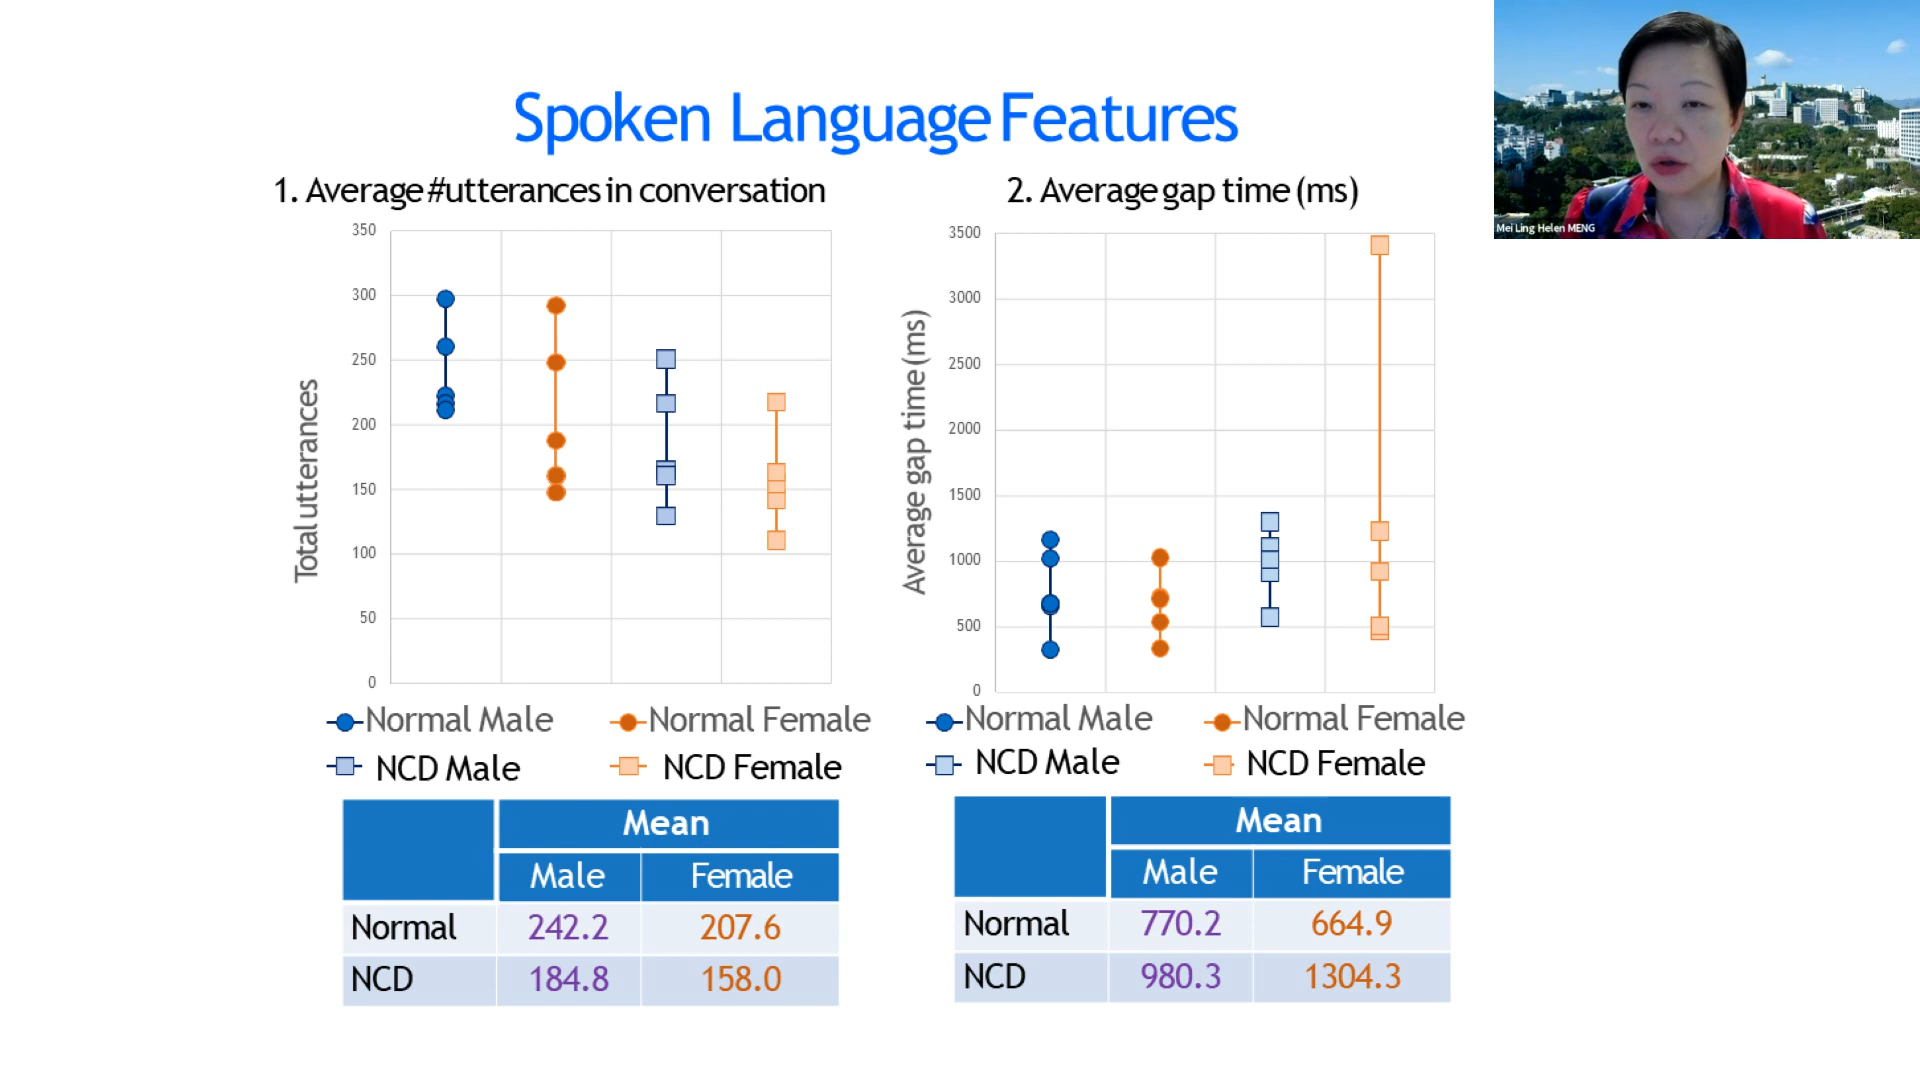 Spoken Language Features
Mei Ling Helen MENG
1. Average #utterances in conversation
350
300
250
200
150
100
50
0
Total utterances
Normal Male
Normal Female
NCD Male
NCD Female
Mean
Male Female
Normal 242.2 207.6
NCD 184.8 158.0
2. Average gap time (ms)
3500
3000
2500
2000
1500
1000
500
0
Average gap time (ms)
Normal Male
Normal Female
NCD Male
NCD Female
Mean
Male Female
Normal 770.2 664.9
NCD 980.3 1304.3